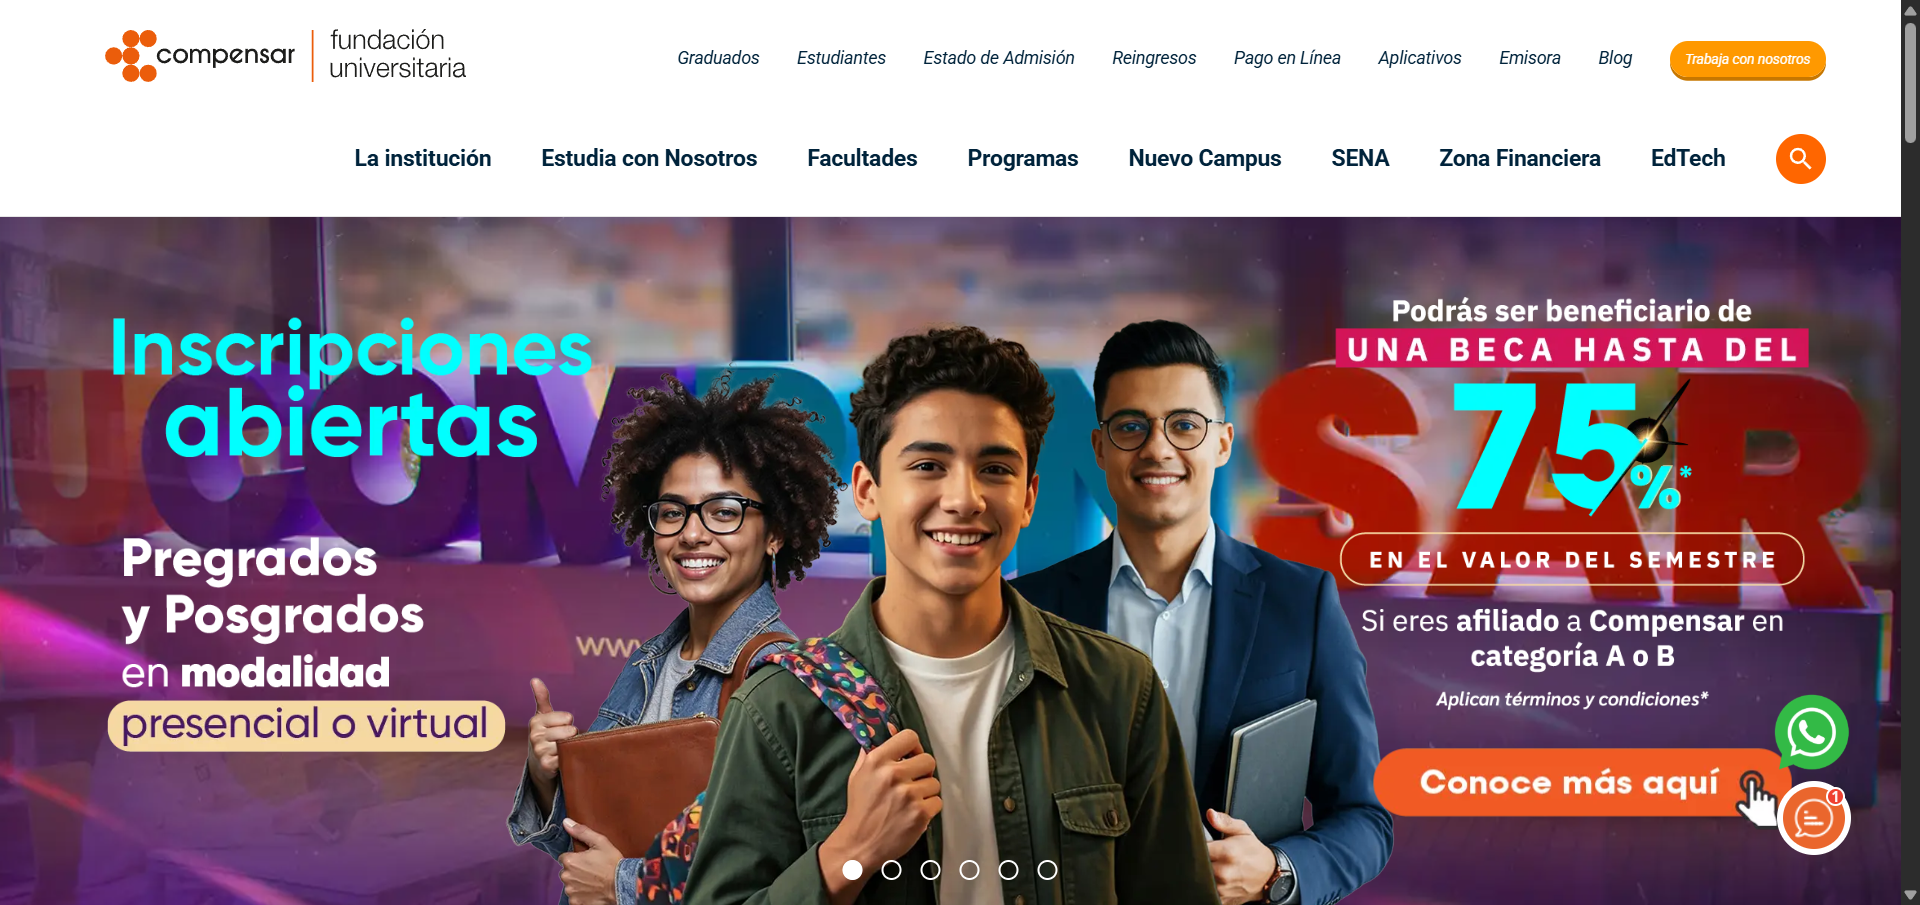 compensar
fundación
universitaria
Graduados
Estudiantes
Estado de Admisión
Reingresos
Pago en Línea
Aplicativos
Emisora
Blog
Trabaja con nosotros
La institución
Estudia con Nosotros
Facultades
Programas
Nuevo Campus
SENA
Zona Financiera
EdTech
Inscripciones
abiertas
Pregrados
y Posgrados
en modalidad
presencial o virtual
UCOMPENSAR
www.
Podrás ser beneficiario de
UNA BECA HASTA DEL
75%*
EN EL VALOR DEL SEMESTRE
Si eres afiliado a Compensar en
categoría A o B
Aplican términos y condiciones*
Conoce más aquí
1